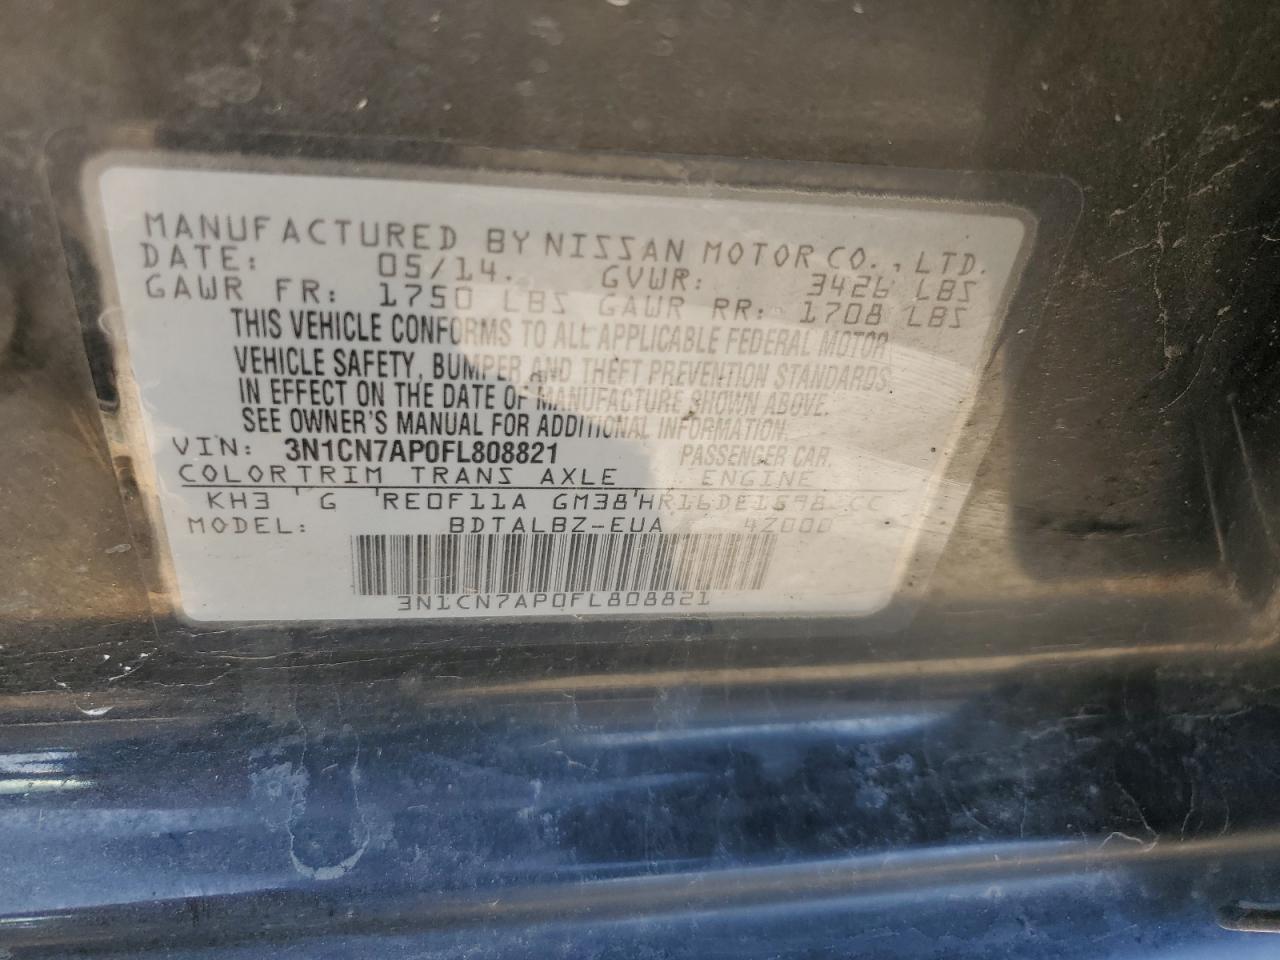 MANUFACTURED BY NISSAN MOTOR CO., LTD.
DATE: 05/14. GVWR: 3426 LBS
GAWR FR: 1750 LBS GAWR RR: 1708 LBS
THIS VEHICLE CONFORMS TO ALL APPLICABLE FEDERAL MOTOR
VEHICLE SAFETY, BUMPER AND THEFT PREVENTION STANDARDS
IN EFFECT ON THE DATE OF MANUFACTURE SHOWN ABOVE.
SEE OWNER'S MANUAL FOR ADDITIONAL INFORMATION.
VIN: 3N1CN7AP0FL808821 PASSENGER CAR.
COLORTRIM TRANS AXLE ENGINE
KH3 'G 'RE0F11A GM38'HR16DE1598 CC
MODEL: BDTALBZ-EUA 4Z000
3N1CN7AP0FL808821